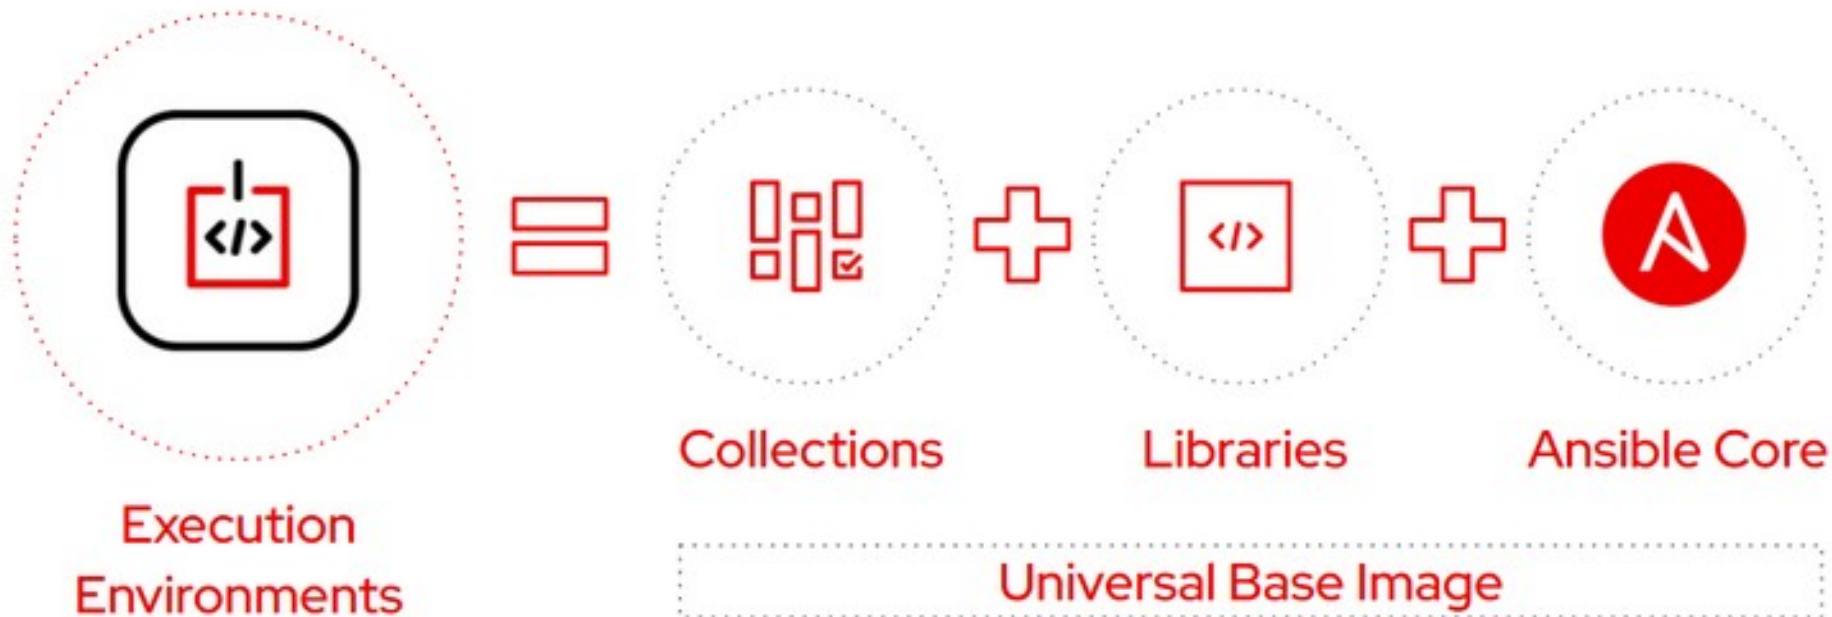 </>
</>
Collections
Libraries
Ansible Core
Execution
Environments
Universal Base Image